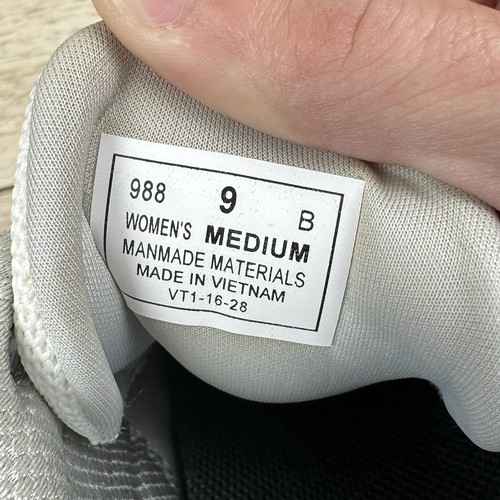 988 9 B
WOMEN'S MEDIUM
MANMADE MATERIALS
MADE IN VIETNAM
VT1-16-28